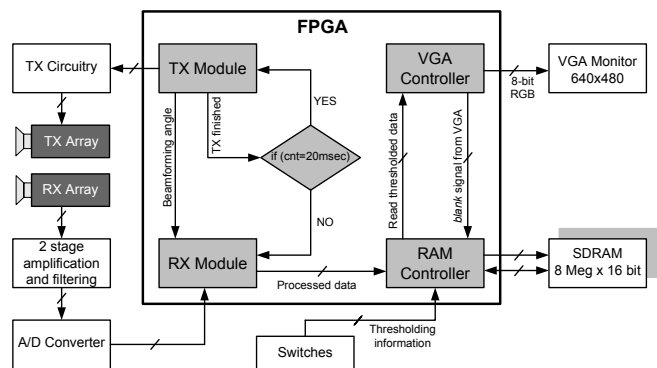 FPGA
TX Circuitry
TX Module
VGA
Controller
8-bit
RGB
VGA Monitor
640x480
YES
TX Array
Beamforming angle
TX finished
if (cnt=20msec)
Read thresholded data
blank signal from VGA
RX Array
NO
2 stage
amplification
and filtering
RX Module
Processed data
RAM
Controller
SDRAM
8 Meg x 16 bit
A/D Converter
Switches
Thresholding
information